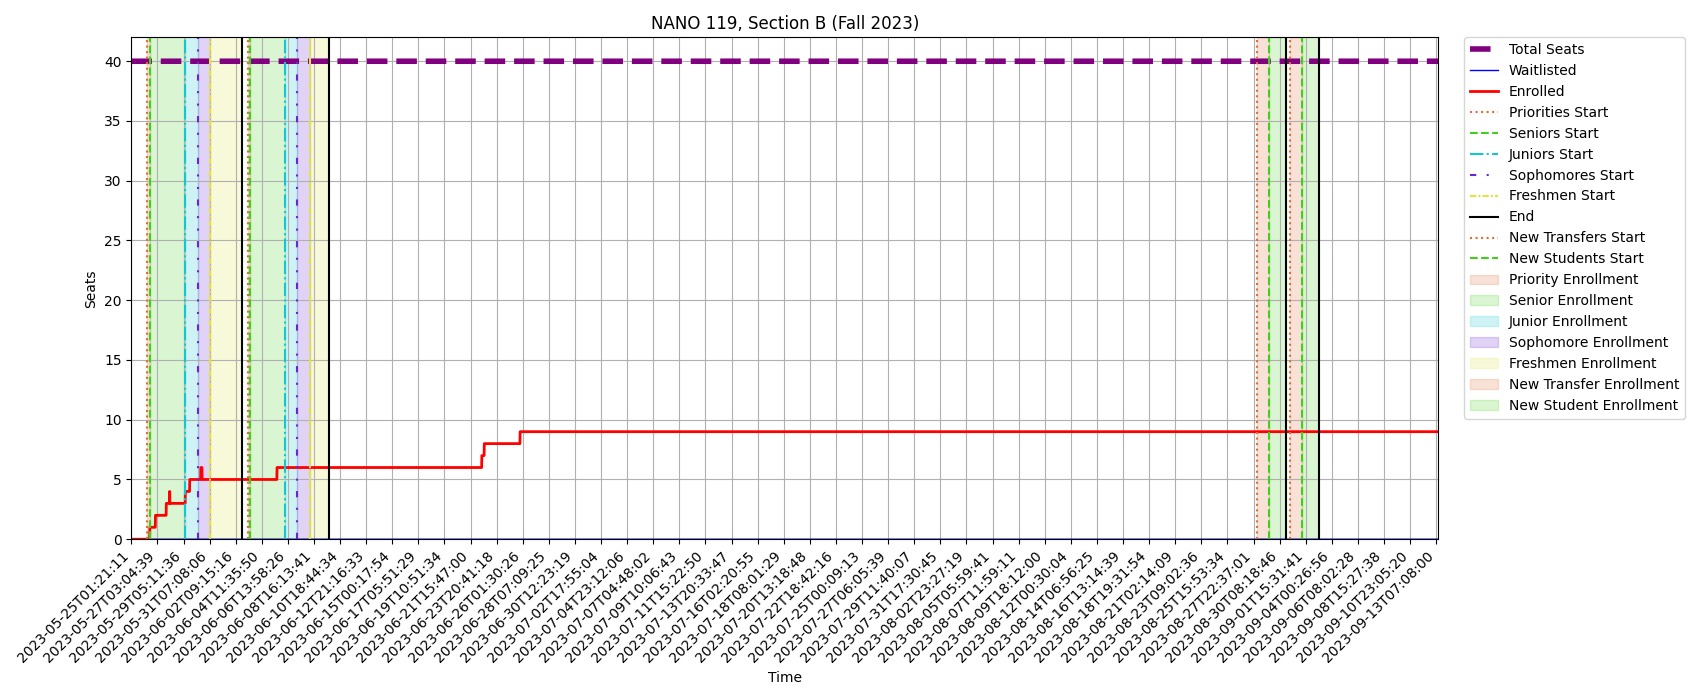 NANO 119, Section B (Fall 2023)
Seats
40
35
30
25
20
15
10
5
0
2023-05-25T01:21:11
2023-05-27T03:04:39
2023-05-29T05:11:36
2023-05-31T07:08:06
2023-06-02T09:15:16
2023-06-04T11:35:50
2023-06-06T13:58:26
2023-06-08T16:13:41
2023-06-10T18:44:34
2023-06-12T21:16:33
2023-06-15T00:17:54
2023-06-17T05:51:29
2023-06-19T10:51:34
2023-06-21T15:47:00
2023-06-23T20:41:18
2023-06-26T01:30:26
2023-06-28T07:09:25
2023-06-30T12:23:19
2023-07-02T17:55:04
2023-07-04T23:12:06
2023-07-07T04:48:02
2023-07-09T10:06:43
2023-07-11T15:22:50
2023-07-13T20:33:47
2023-07-16T02:20:55
2023-07-18T08:01:29
2023-07-20T13:18:48
2023-07-22T18:42:16
2023-07-25T00:09:13
2023-07-27T06:05:39
2023-07-29T11:40:07
2023-07-31T17:30:45
2023-08-02T23:27:19
2023-08-05T05:59:41
2023-08-07T11:59:11
2023-08-09T18:12:00
2023-08-12T00:30:04
2023-08-14T06:56:25
2023-08-16T13:14:39
2023-08-18T19:31:54
2023-08-21T02:14:09
2023-08-23T09:02:36
2023-08-25T15:53:34
2023-08-27T22:37:01
2023-08-30T08:18:46
2023-09-01T15:31:41
2023-09-04T00:26:56
2023-09-06T08:02:28
2023-09-08T15:27:38
2023-09-10T23:05:20
2023-09-13T07:08:00
Time
Total Seats
Waitlisted
Enrolled
Priorities Start
Seniors Start
Juniors Start
Sophomores Start
Freshmen Start
End
New Transfers Start
New Students Start
Priority Enrollment
Senior Enrollment
Junior Enrollment
Sophomore Enrollment
Freshmen Enrollment
New Transfer Enrollment
New Student Enrollment